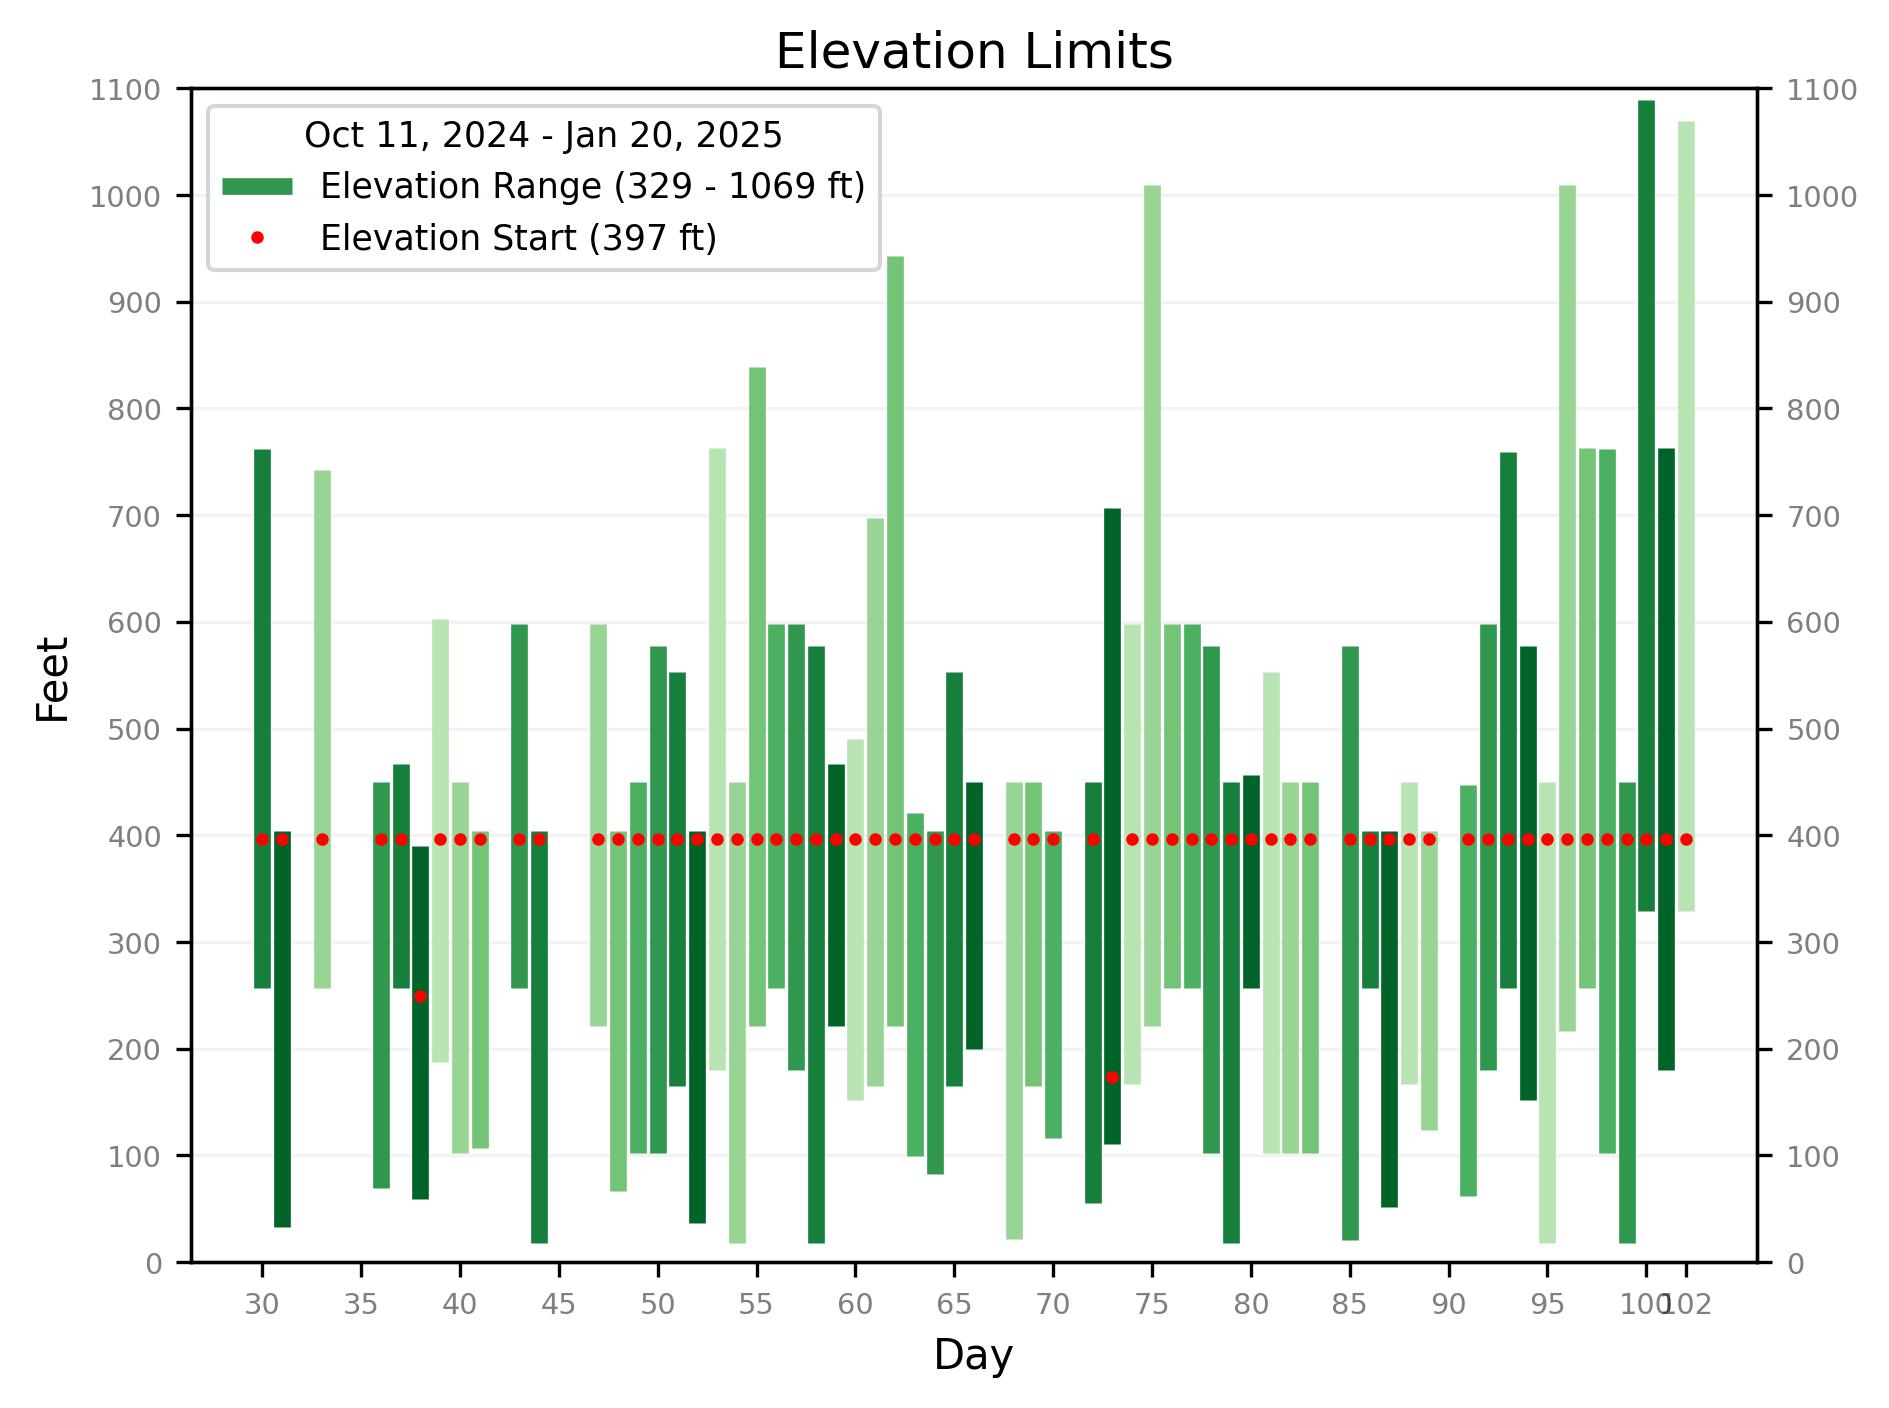 Elevation Limits
Oct 11, 2024 - Jan 20, 2025
Elevation Range (329 - 1069 ft)
Elevation Start (397 ft)
1100 1100
1000 1000
900 900
800 800
700 700
600 600
500 500
400 400
300 300
200 200
100 100
0 0
Feet
30 35 40 45 50 55 60 65 70 75 80 85 90 95 100 102
Day